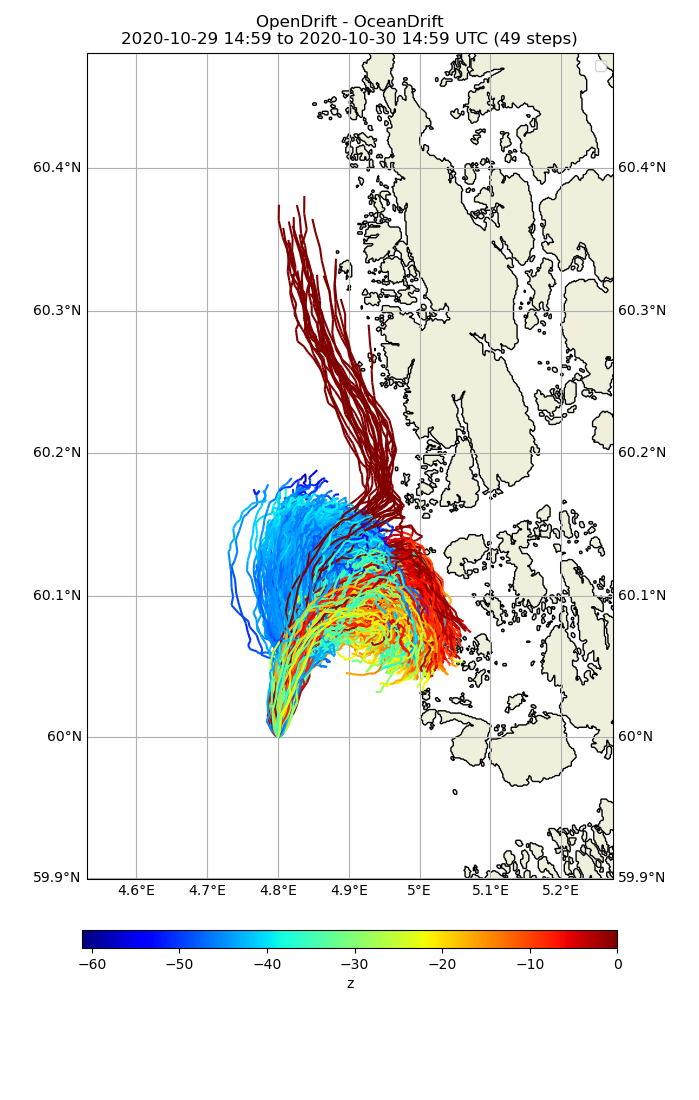 OpenDrift - OceanDrift
2020-10-29 14:59 to 2020-10-30 14:59 UTC (49 steps)
60.4°N 60.4°N
60.3°N 60.3°N
60.2°N 60.2°N
60.1°N 60.1°N
60°N 60°N
59.9°N 59.9°N
4.6°E 4.7°E 4.8°E 4.9°E 5°E 5.1°E 5.2°E
−60 −50 −40 −30 −20 −10 0
z